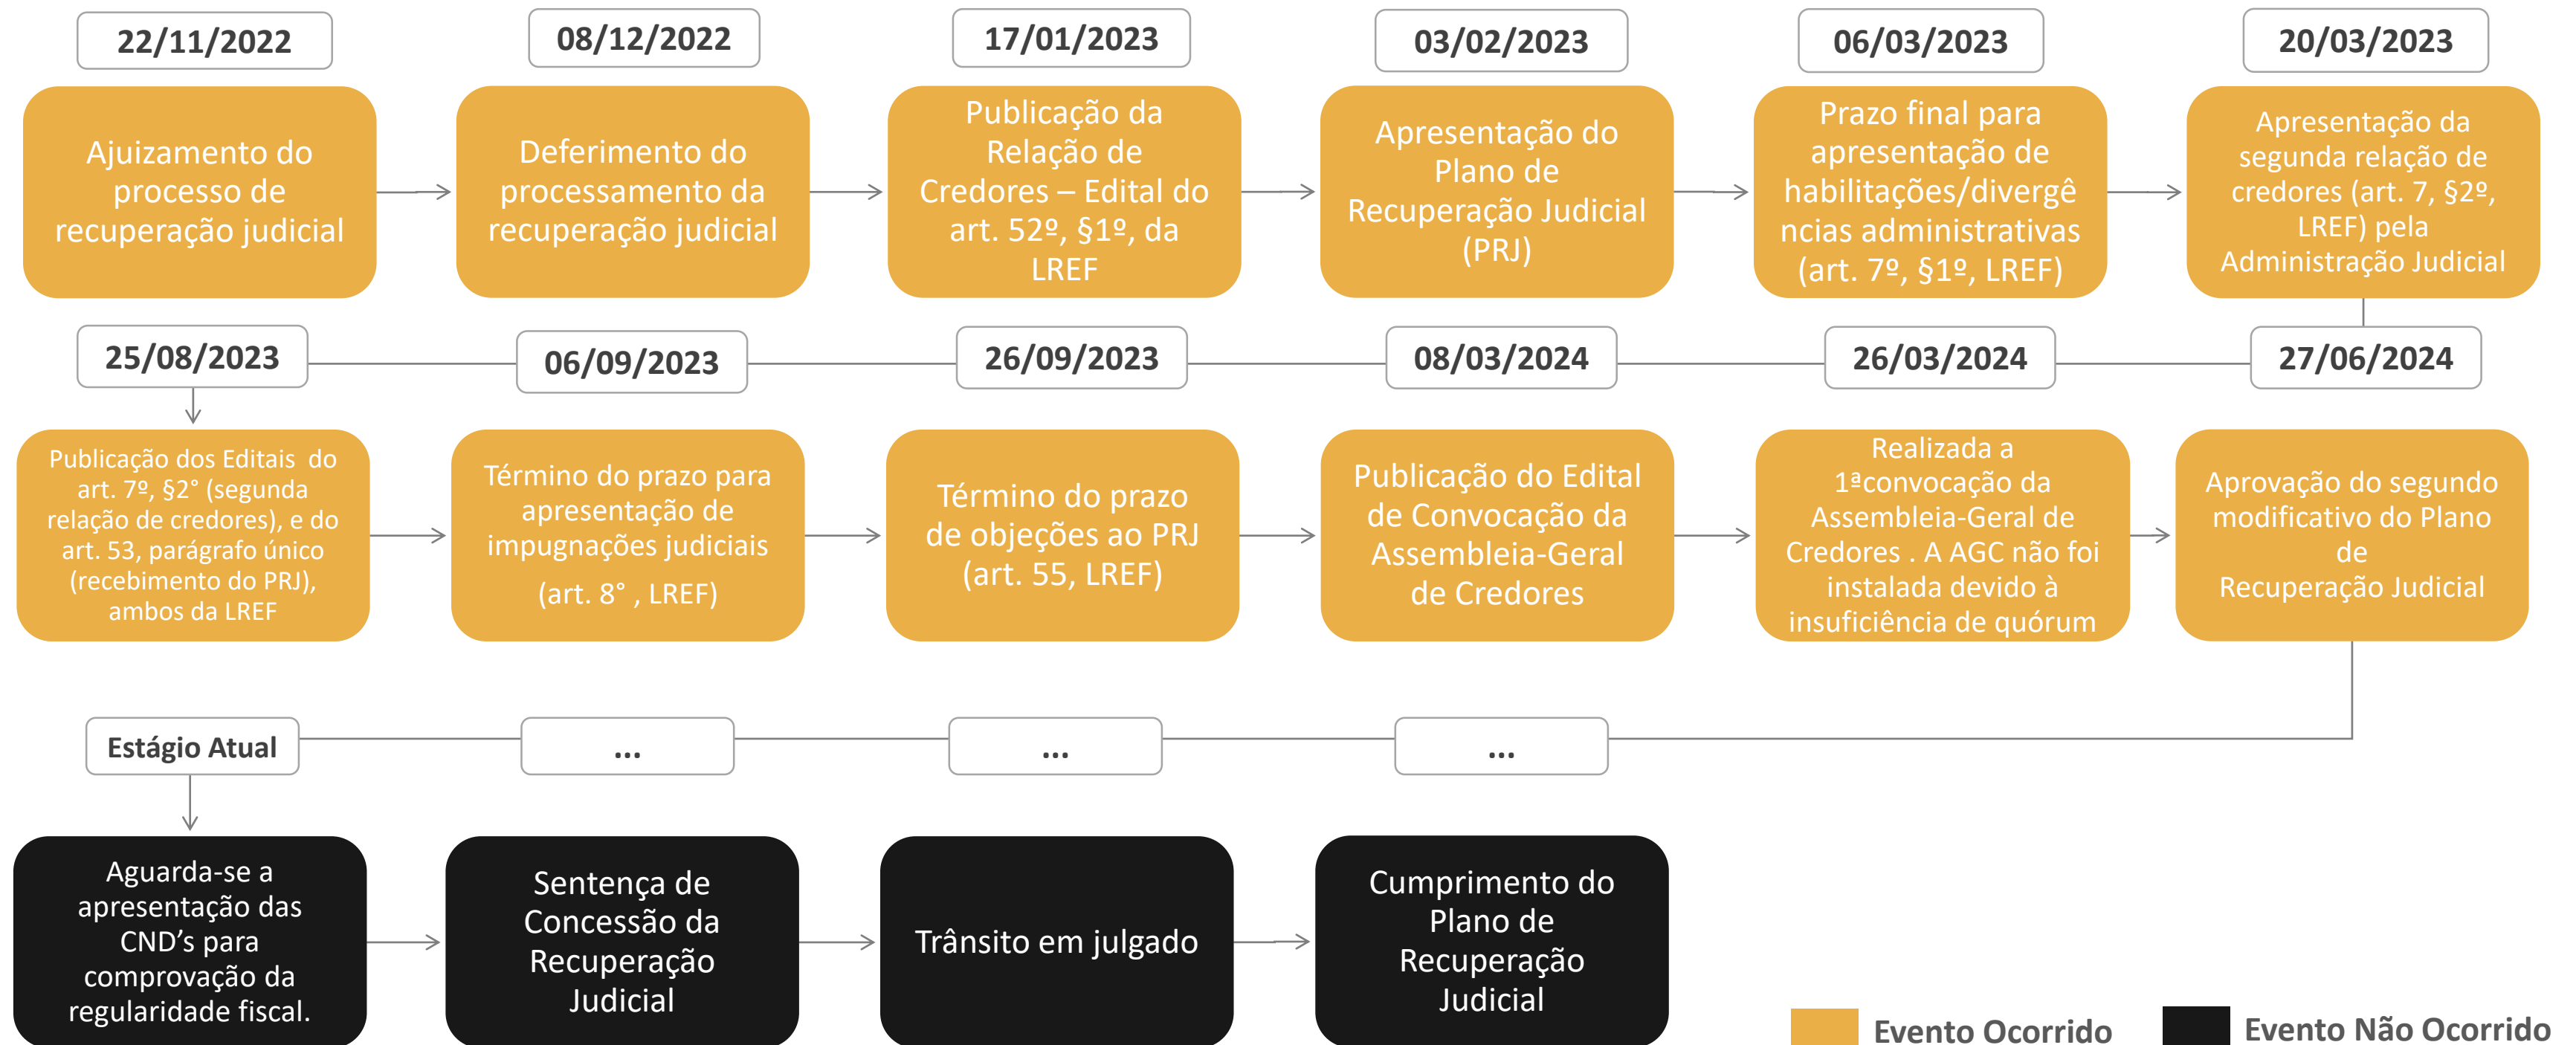 22/11/2022
08/12/2022
17/01/2023
03/02/2023
06/03/2023
20/03/2023
Ajuizamento do
processo de
recuperação judicial
Deferimento do
processamento da
recuperação judicial
Publicação da
Relação de
Credores – Edital do
art. 52º, §1º, da
LREF
Apresentação do
Plano de
Recuperação Judicial
(PRJ)
Prazo final para
apresentação de
habilitações/divergê
ncias administrativas
(art. 7º, §1º, LREF)
Apresentação da
segunda relação de
credores (art. 7, §2º,
LREF) pela
Administração Judicial
25/08/2023
06/09/2023
26/09/2023
08/03/2024
26/03/2024
27/06/2024
Publicação dos Editais do
art. 7º, §2° (segunda
relação de credores), e do
art. 53, parágrafo único
(recebimento do PRJ),
ambos da LREF
Término do prazo para
apresentação de
impugnações judiciais
(art. 8° , LREF)
Término do prazo
de objeções ao PRJ
(art. 55, LREF)
Publicação do Edital
de Convocação da
Assembleia-Geral
de Credores
Realizada a
1ªconvocação da
Assembleia-Geral de
Credores . A AGC não foi
instalada devido à
insuficiência de quórum
Aprovação do segundo
modificativo do Plano
de
Recuperação Judicial
Estágio Atual
...
...
...
Aguarda-se a
apresentação das
CND’s para
comprovação da
regularidade fiscal.
Sentença de
Concessão da
Recuperação
Judicial
Trânsito em julgado
Cumprimento do
Plano de
Recuperação
Judicial
Evento Ocorrido
Evento Não Ocorrido